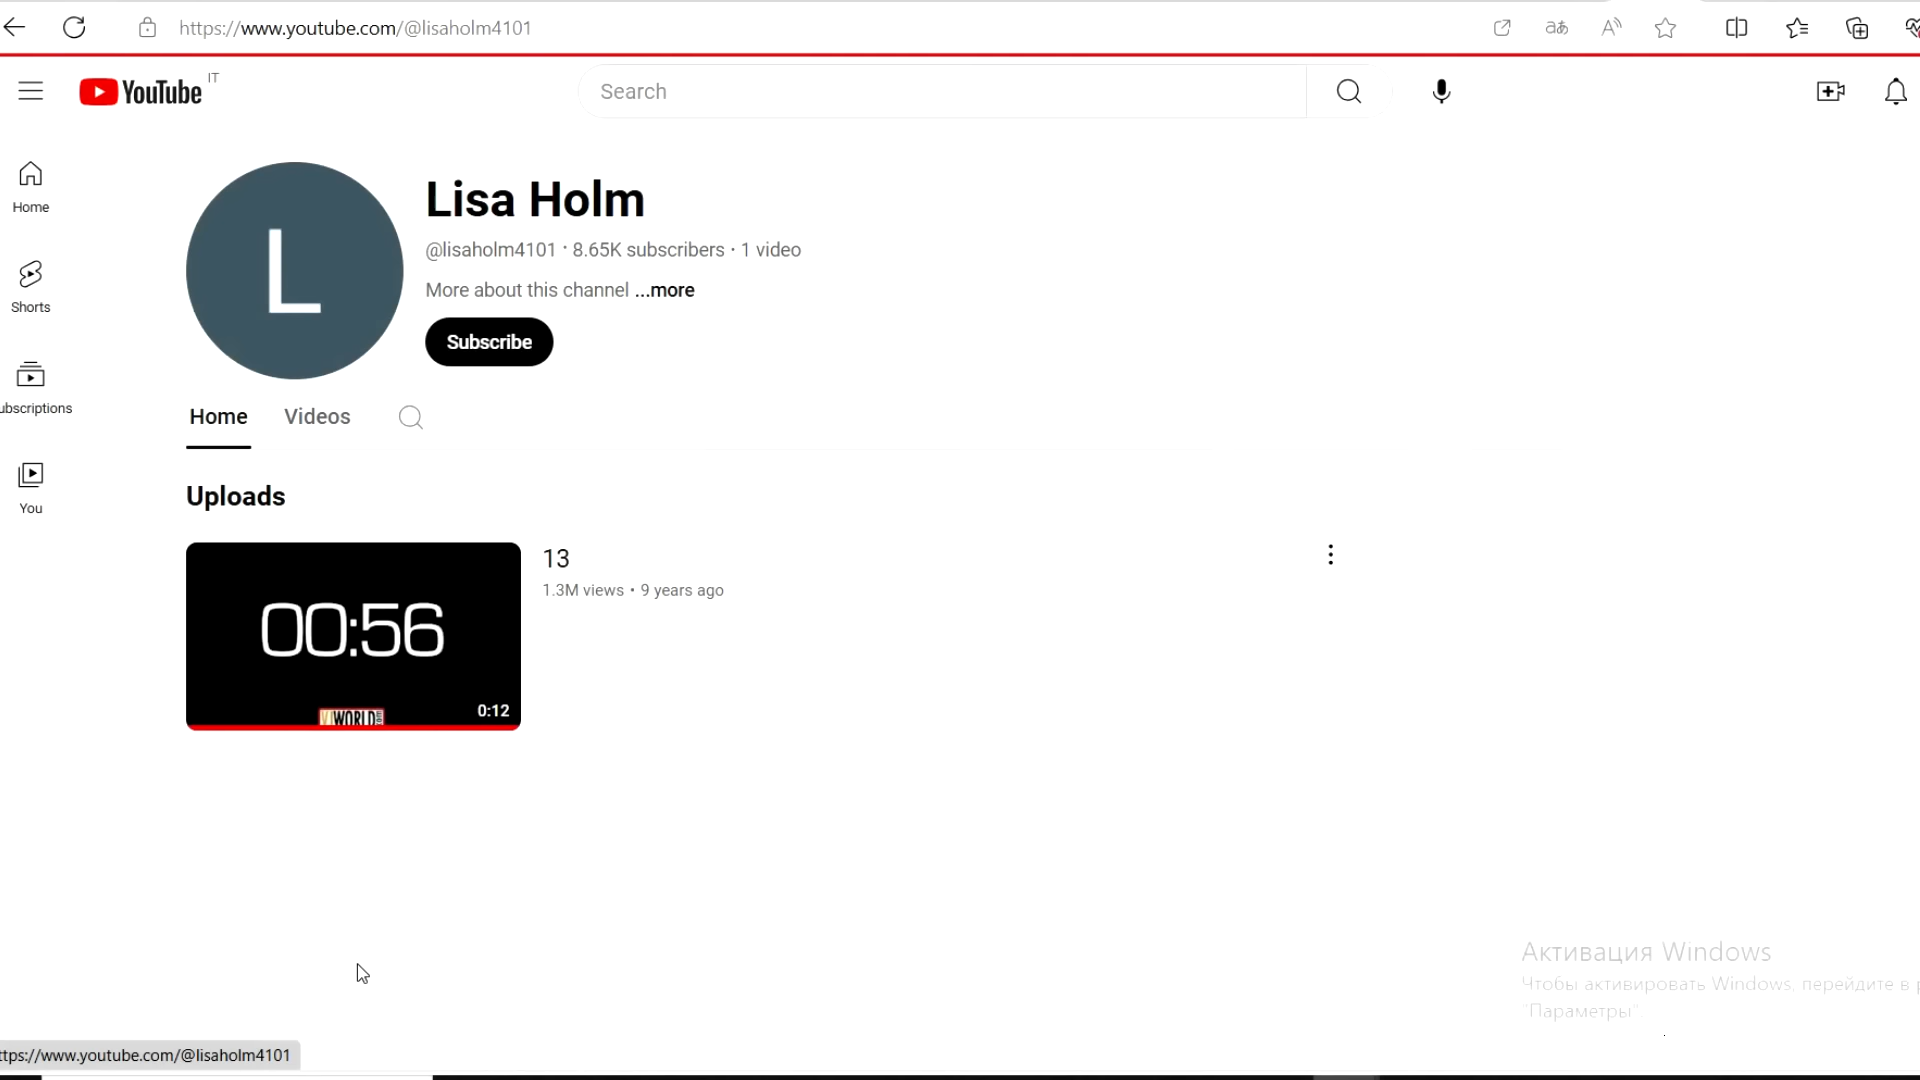 https://www.youtube.com/@lisaholm4101
YouTube IT
Search
Home
Shorts
ubscriptions
You
L
Lisa Holm
@lisaholm4101 · 8.65K subscribers · 1 video
More about this channel ...more
Subscribe
Home Videos
Uploads
00:56
WORLD
0:12
13
1.3M views • 9 years ago
Активация Windows
Чтобы активировать Windows, перейдите в
"Параметры".
ttps://www.youtube.com/@lisaholm4101